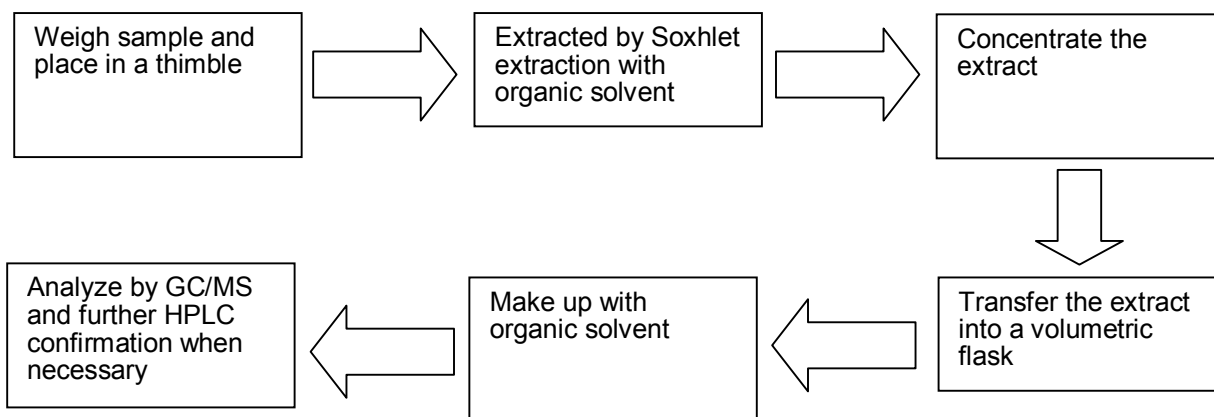 Weigh sample and
place in a thimble
Extracted by Soxhlet
extraction with
organic solvent
Concentrate the
extract
Transfer the extract
into a volumetric
flask
Make up with
organic solvent
Analyze by GC/MS
and further HPLC
confirmation when
necessary